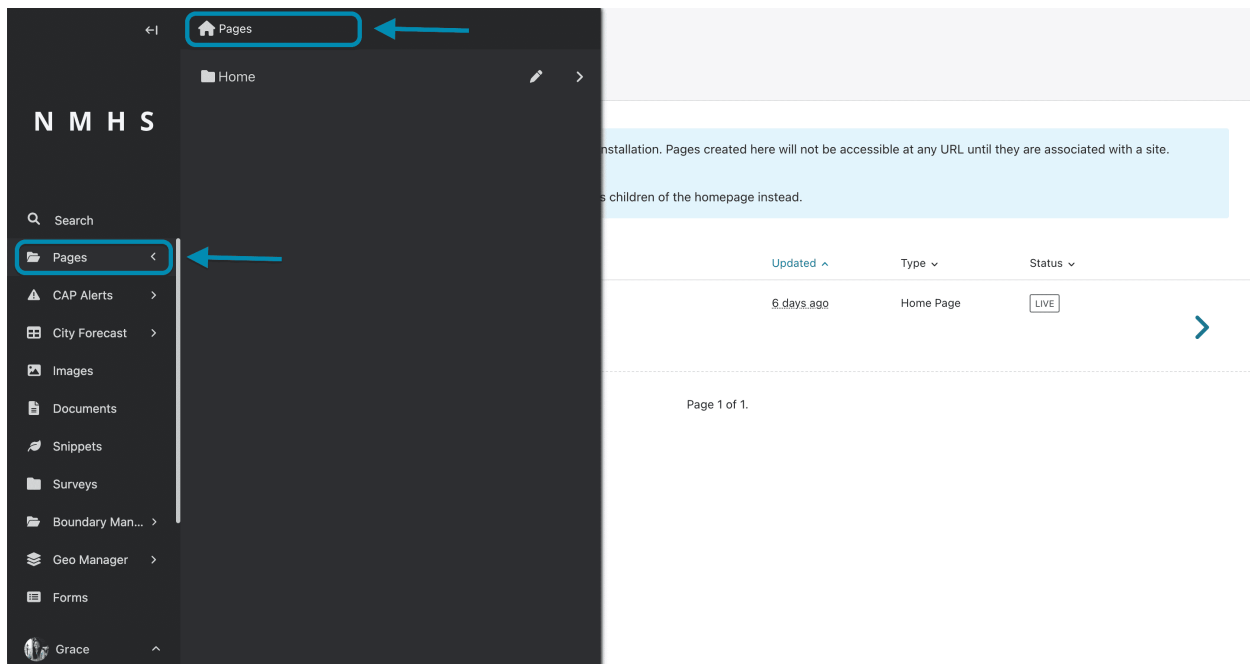 Pages
Home
N M H S
Search
Pages
CAP Alerts
City Forecast
Images
Documents
Snippets
Surveys
Boundary Man...
Geo Manager
Forms
Grace
nstallation. Pages created here will not be accessible at any URL until they are associated with a site.
s children of the homepage instead.
Updated Type Status
6 days ago Home Page LIVE
Page 1 of 1.